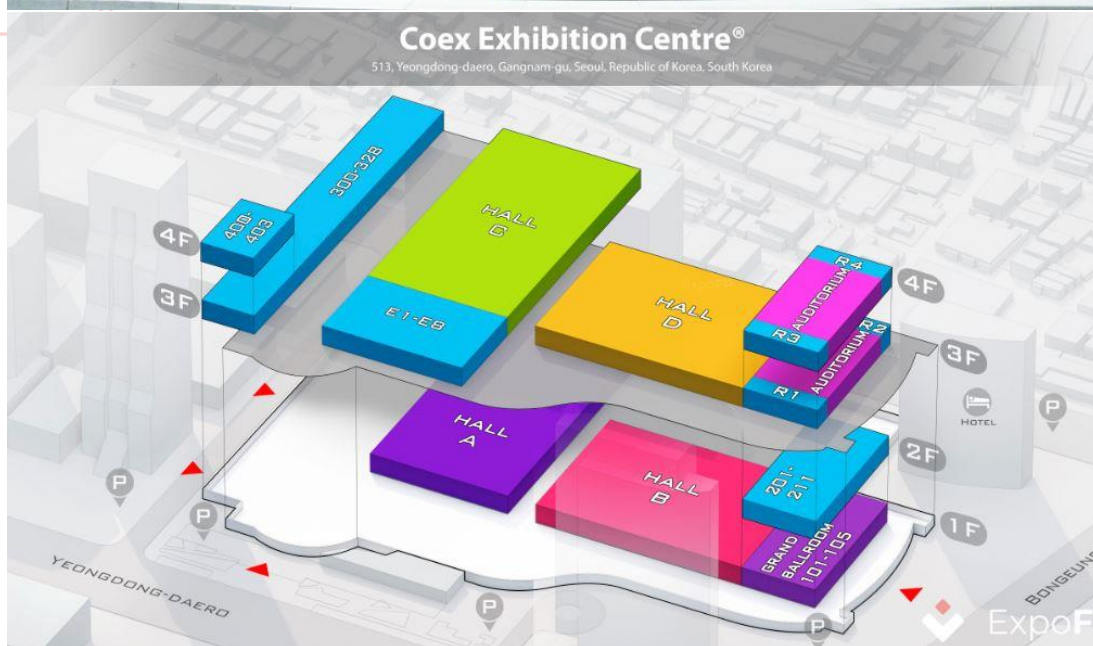 Coex Exhibition Centre®
513, Yeongdong-daero, Gangnam-gu, Seoul, Republic of Korea, South Korea
300-328
400-
403
4F
3F
HALL
C
E1-E8
HALL
D
R4
AUDITORIUM
R3
4F
R2
AUDITORIUM
R1
3F
HOTEL
P
HALL
A
HALL
B
201-
211
2F
GRAND
BALLROOM
101-105
1F
P
P
YEONGDONG-DAERO
P
P
BONGEUN
ExpoF